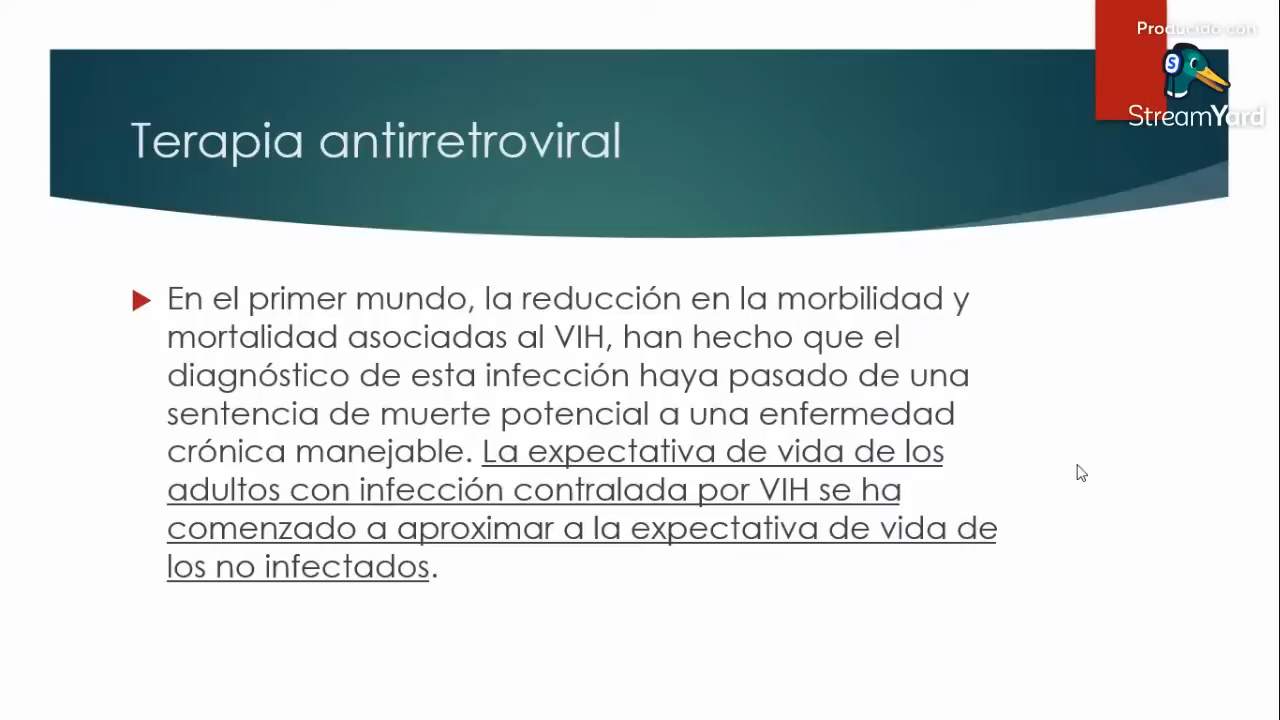 Producido con
StreamYard
Terapia antirretroviral
En el primer mundo, la reducción en la morbilidad y
mortalidad asociadas al VIH, han hecho que el
diagnóstico de esta infección haya pasado de una
sentencia de muerte potencial a una enfermedad
crónica manejable. La expectativa de vida de los
adultos con infección contralada por VIH se ha
comenzado a aproximar a la expectativa de vida de
los no infectados.